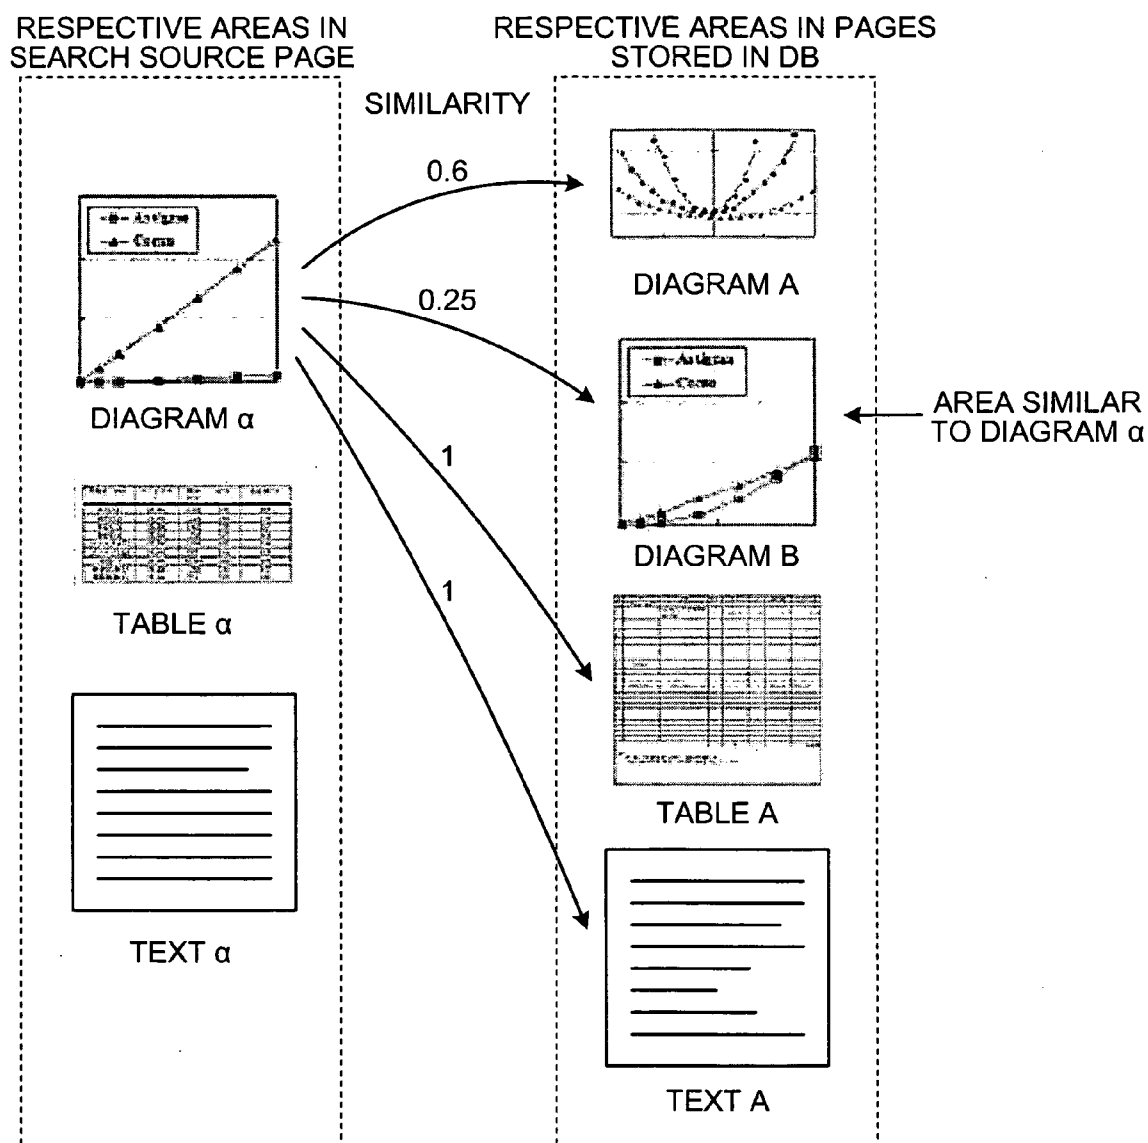 RESPECTIVE AREAS IN
SEARCH SOURCE PAGE
RESPECTIVE AREAS IN PAGES
STORED IN DB
SIMILARITY
0.6
DIAGRAM A
0.25
DIAGRAM α
AREA SIMILAR
TO DIAGRAM α
1
DIAGRAM B
1
TABLE α
TABLE A
TEXT α
TEXT A